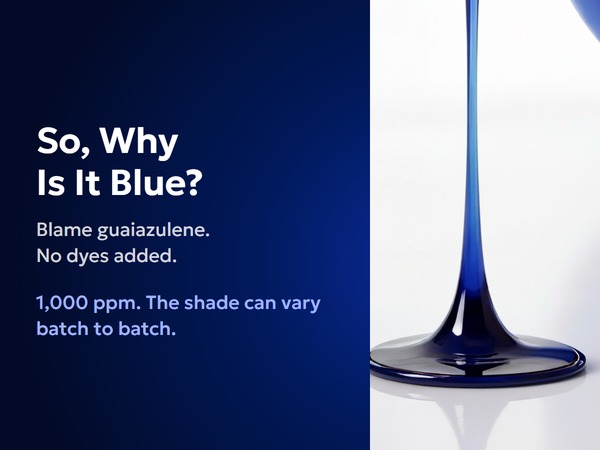 So, Why
Is It Blue?
Blame guaiazulene.
No dyes added.
1,000 ppm. The shade can vary
batch to batch.